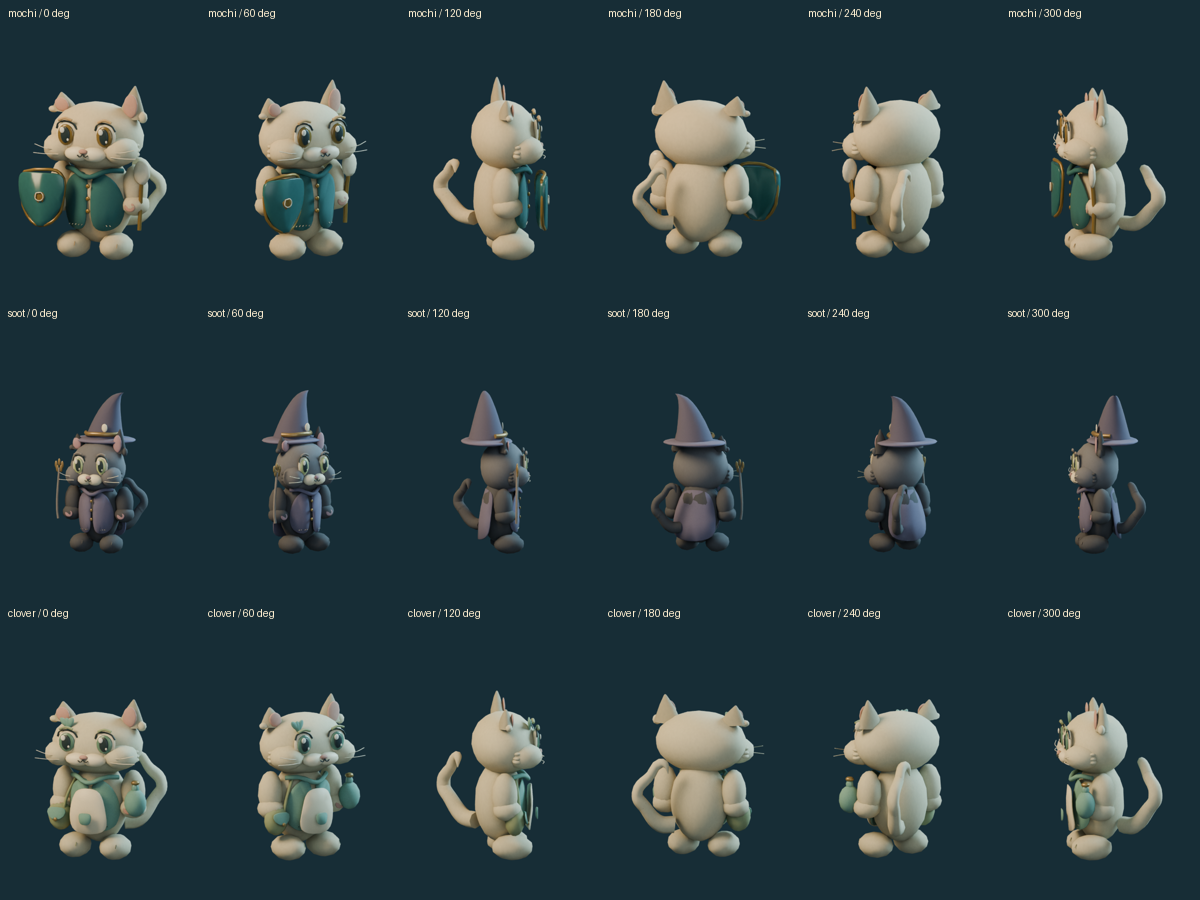 mochi / 0 deg
mochi / 60 deg
mochi / 120 deg
mochi / 180 deg
mochi / 240 deg
mochi / 300 deg
soot / 0 deg
soot / 60 deg
soot / 120 deg
soot / 180 deg
soot / 240 deg
soot / 300 deg
clover / 0 deg
clover / 60 deg
clover / 120 deg
clover / 180 deg
clover / 240 deg
clover / 300 deg